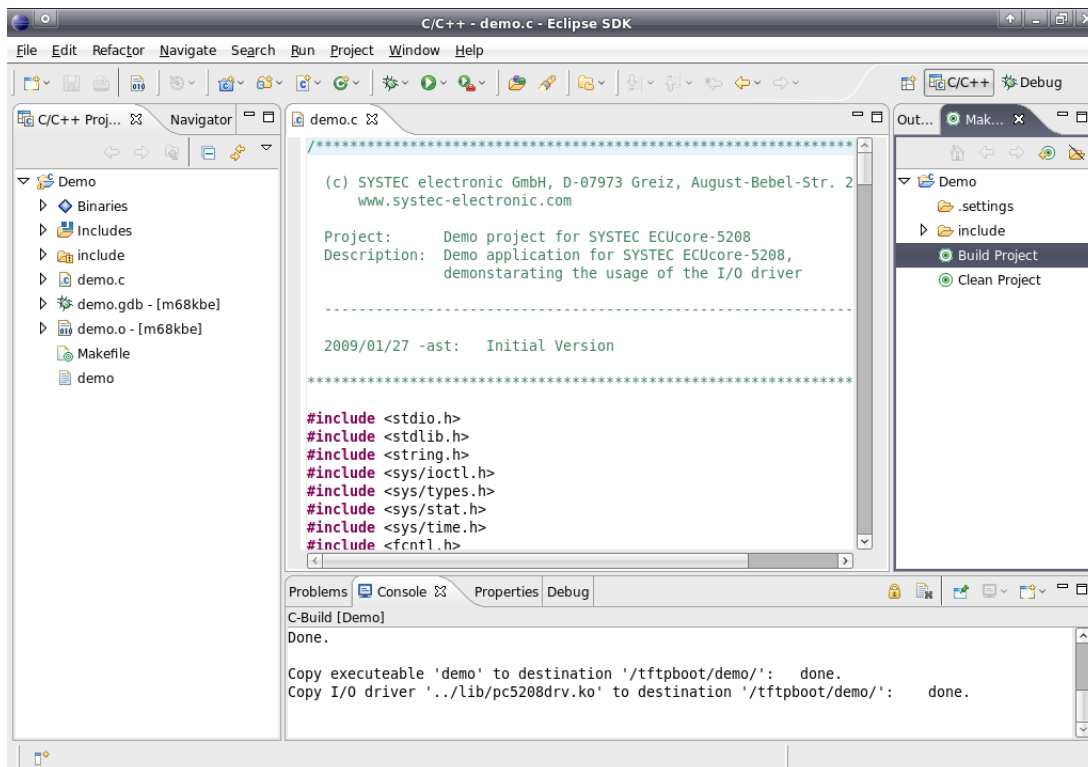 C/C++ - demo.c - Eclipse SDK
File Edit Refactor Navigate Search Run Project Window Help
C/C++ Debug
C/C++ Proj... Navigator
Demo
Binaries
Includes
include
demo.c
demo.gdb - [m68kbe]
demo.o - [m68kbe]
Makefile
demo
demo.c
/***************************************************************
(c) SYSTEC electronic GmbH, D-07973 Greiz, August-Bebel-Str. 2
www.systec-electronic.com
Project: Demo project for SYSTEC ECUcore-5208
Description: Demo application for SYSTEC ECUcore-5208,
demonstarating the usage of the I/O driver
--------------------------------------------------------------
2009/01/27 -ast: Initial Version
****************************************************************
#include <stdio.h>
#include <stdlib.h>
#include <string.h>
#include <sys/ioctl.h>
#include <sys/types.h>
#include <sys/stat.h>
#include <sys/time.h>
#include <fcntl.h>
Out... Mak...
Demo
.settings
include
Build Project
Clean Project
Problems Console Properties Debug
C-Build [Demo]
Done.
Copy executeable 'demo' to destination '/tftpboot/demo/': done.
Copy I/O driver '../lib/pc5208drv.ko' to destination '/tftpboot/demo/': done.